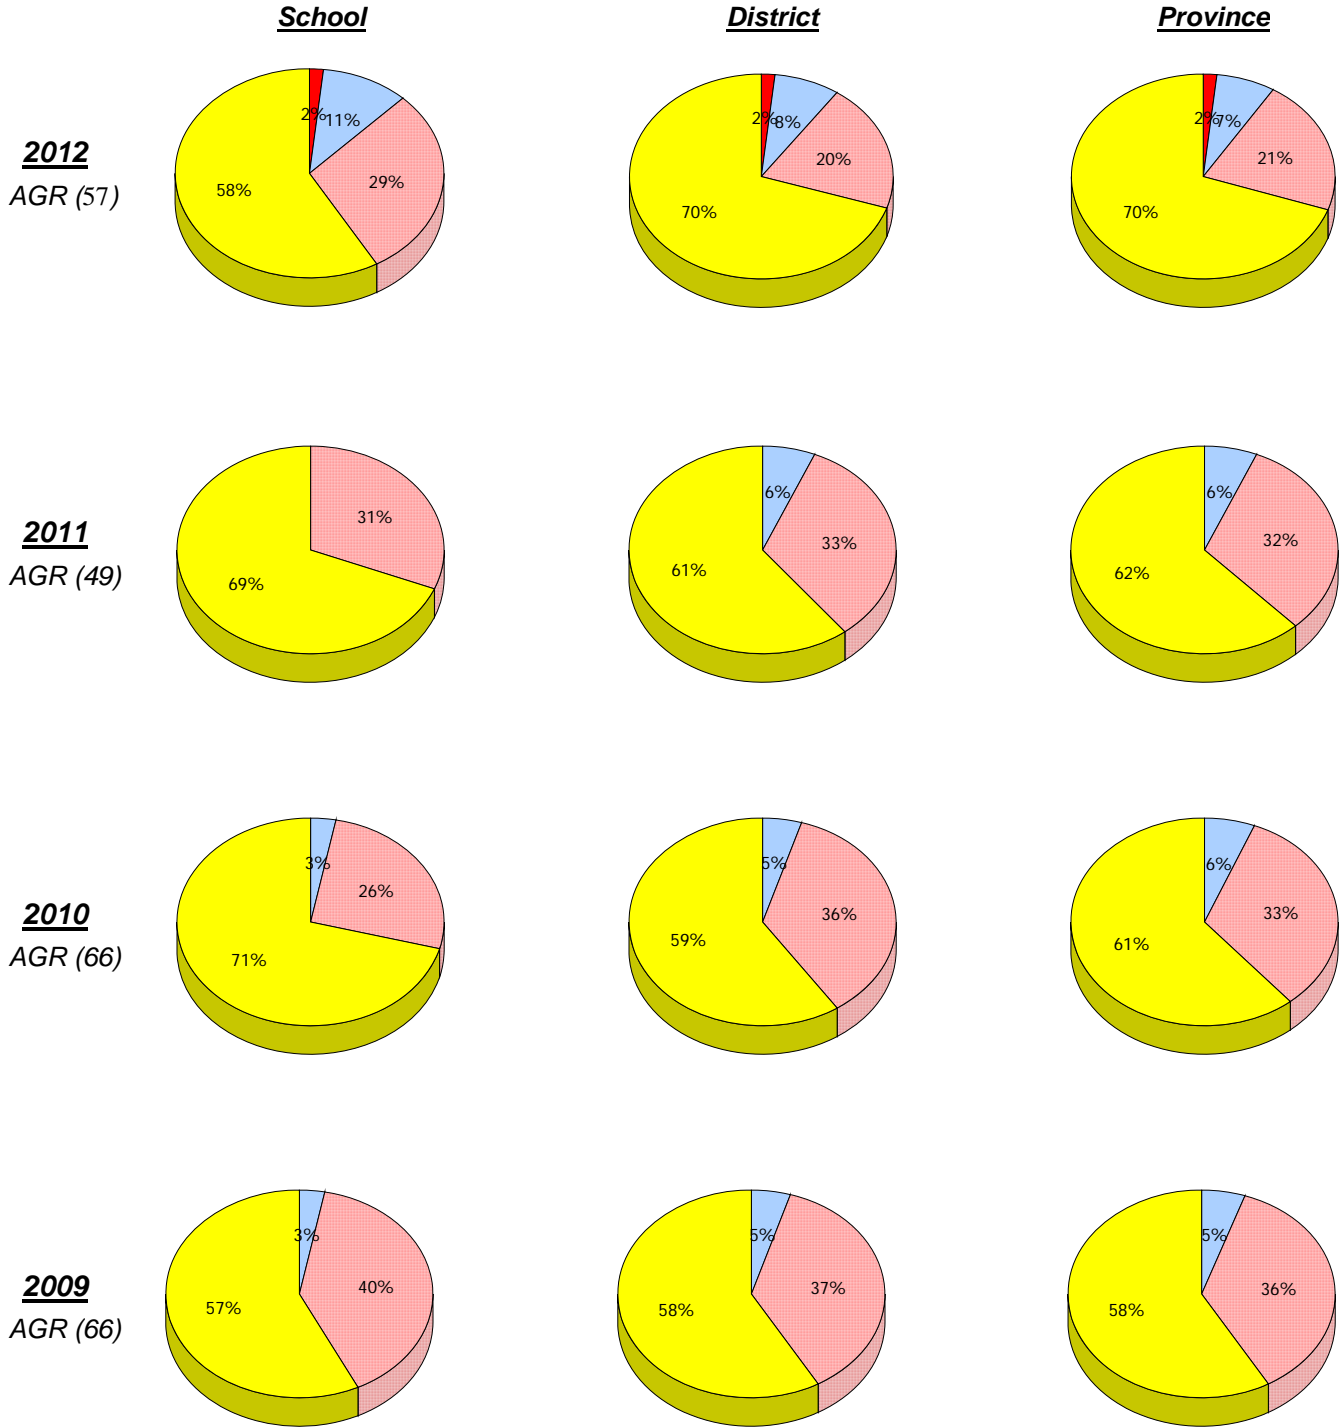 School District Province
2% 11% 29% 58%
2% 8% 20% 70%
2% 7% 21% 70%
2012
AGR (57)
31% 69%
6% 33% 61%
6% 32% 62%
2011
AGR (49)
3% 26% 71%
5% 36% 59%
6% 33% 61%
2010
AGR (66)
3% 40% 57%
5% 37% 58%
5% 36% 58%
2009
AGR (66)